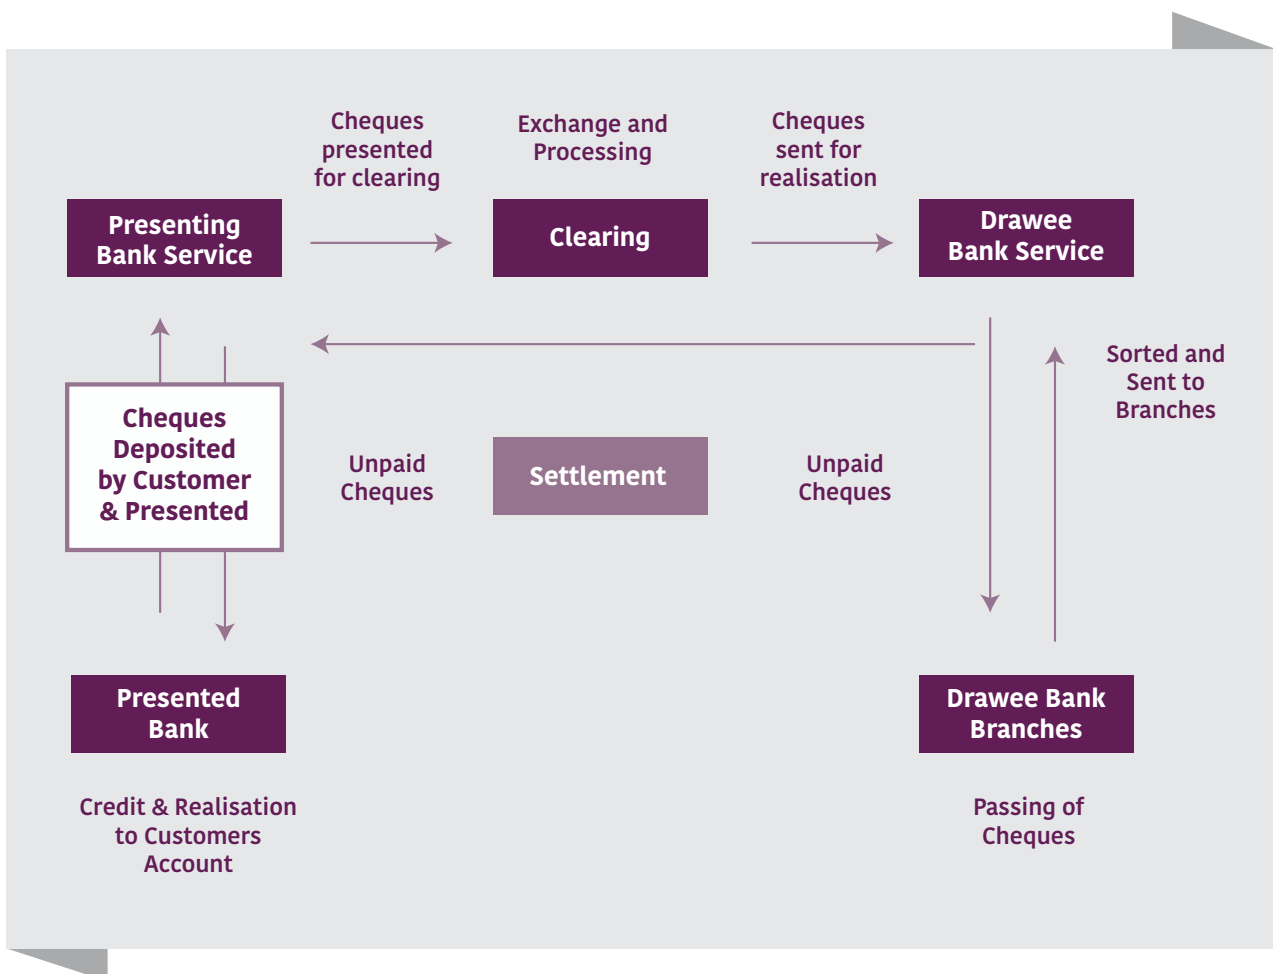 Cheques
presented
for clearing
Exchange and
Processing
Cheques
sent for
realisation
Presenting
Bank Service
Clearing
Drawee
Bank Service
Sorted and
Sent to
Branches
Cheques
Deposited
by Customer
& Presented
Unpaid
Cheques
Settlement
Unpaid
Cheques
Presented
Bank
Drawee Bank
Branches
Credit & Realisation
to Customers
Account
Passing of
Cheques